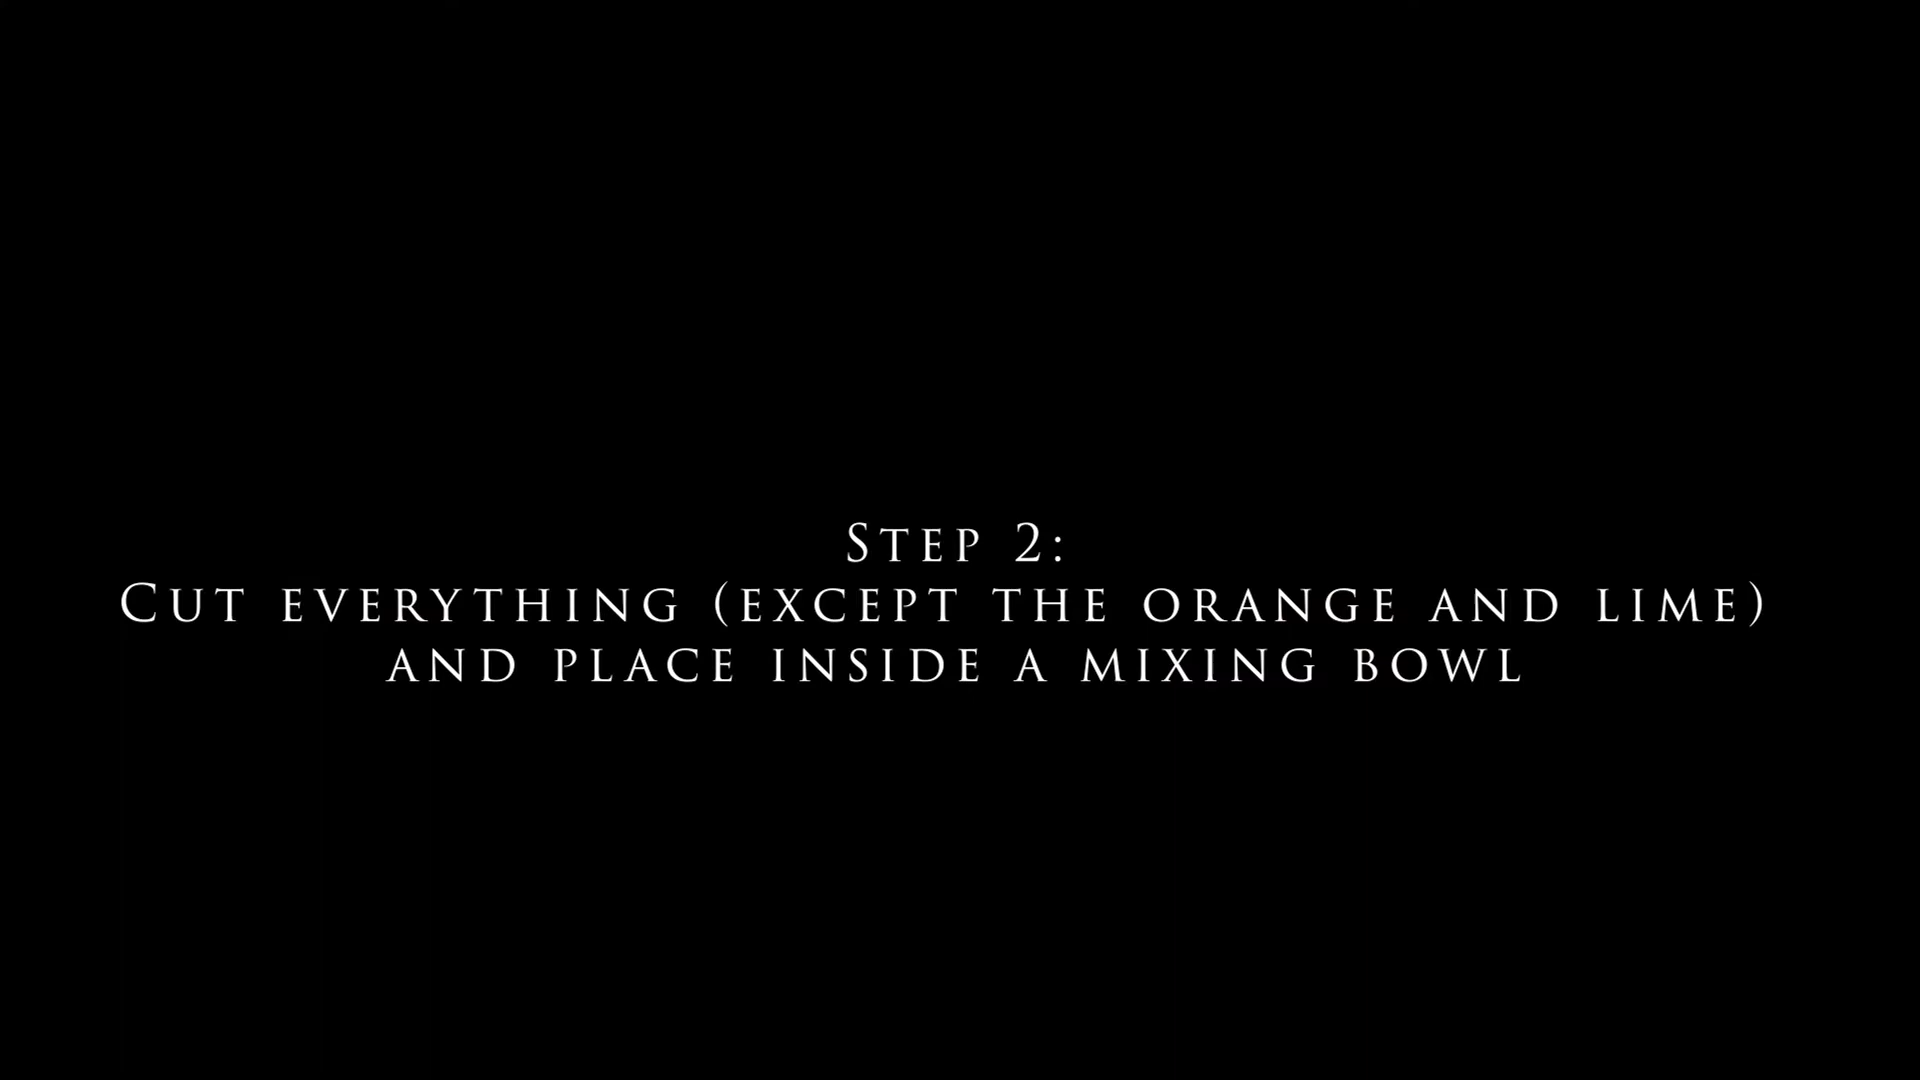 Step 2:
Cut everything (except the orange and lime)
and place inside a mixing bowl